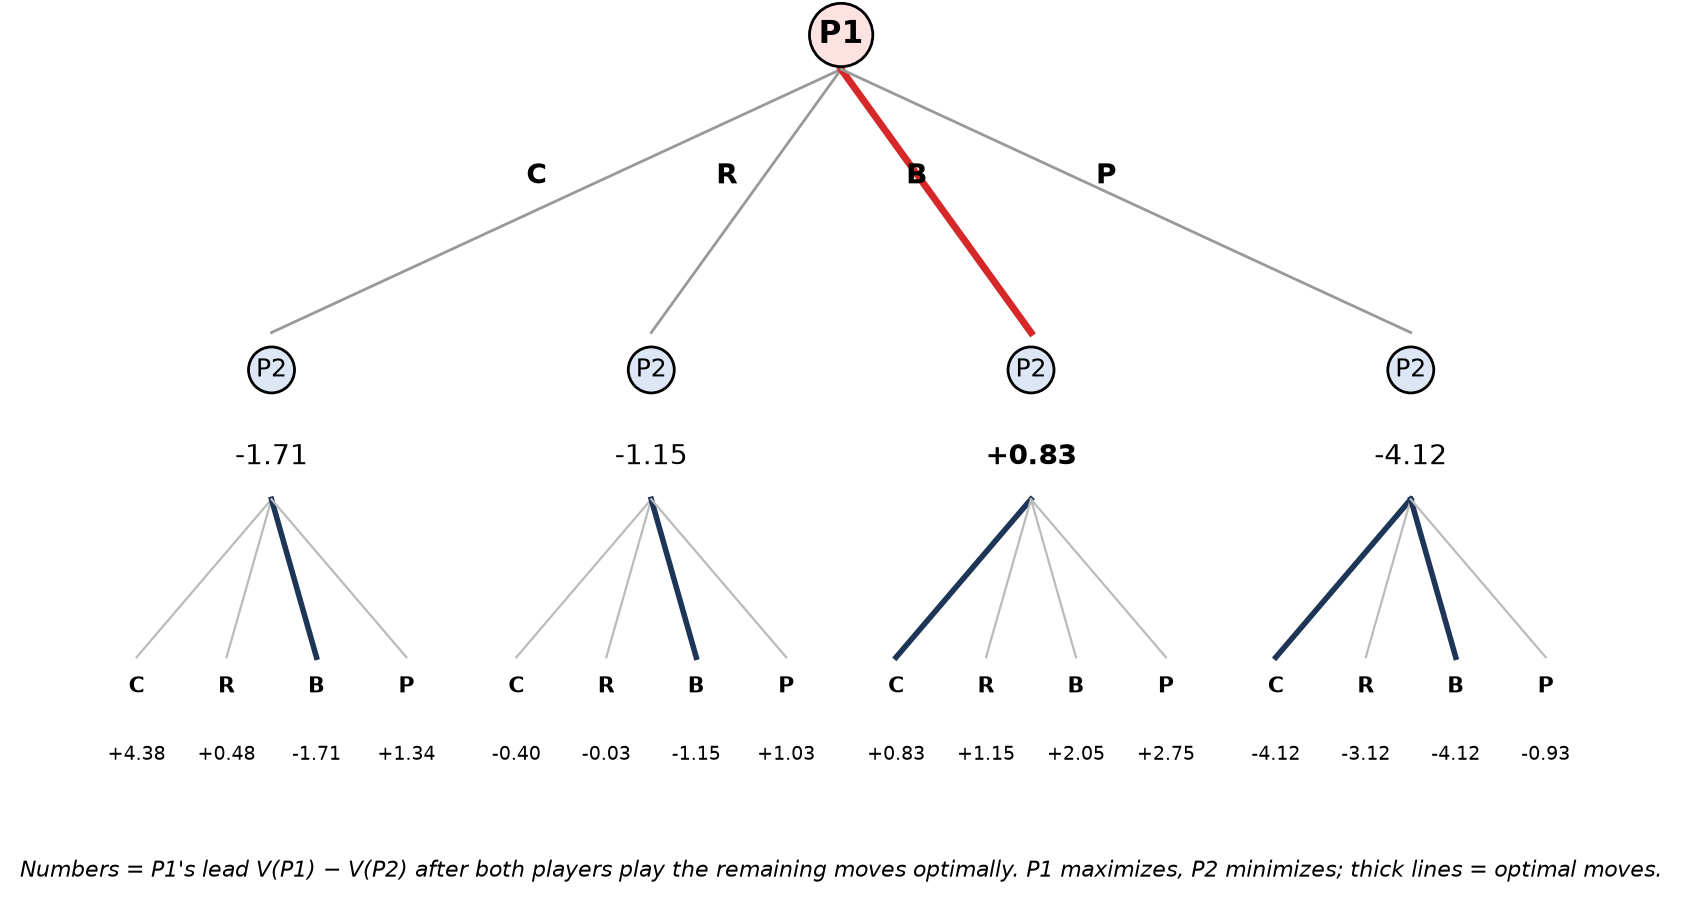 P1
C R B P
P2 P2 P2 P2
-1.71 -1.15 +0.83 -4.12
C R B P C R B P C R B P C R B P
+4.38 +0.48 -1.71 +1.34 -0.40 -0.03 -1.15 +1.03 +0.83 +1.15 +2.05 +2.75 -4.12 -3.12 -4.12 -0.93
Numbers = P1's lead V(P1) − V(P2) after both players play the remaining moves optimally. P1 maximizes, P2 minimizes; thick lines = optimal moves.